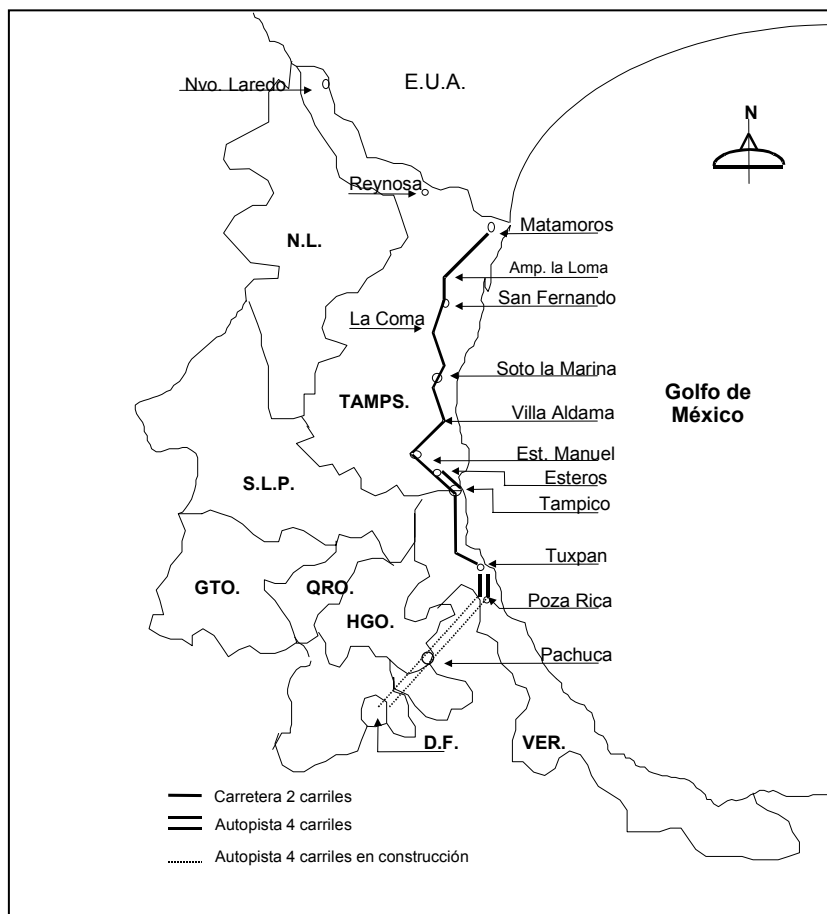 E.U.A.
Nvo. Laredo
N
Reynosa
Matamoros
N.L.
Amp. la Loma
San Fernando
La Coma
Soto la Marina
Golfo de
México
TAMPS.
Villa Aldama
Est. Manuel
Esteros
S.L.P.
Tampico
Tuxpan
GTO.
QRO.
Poza Rica
HGO.
Pachuca
D.F.
VER.
Carretera 2 carriles
Autopista 4 carriles
Autopista 4 carriles en construcción